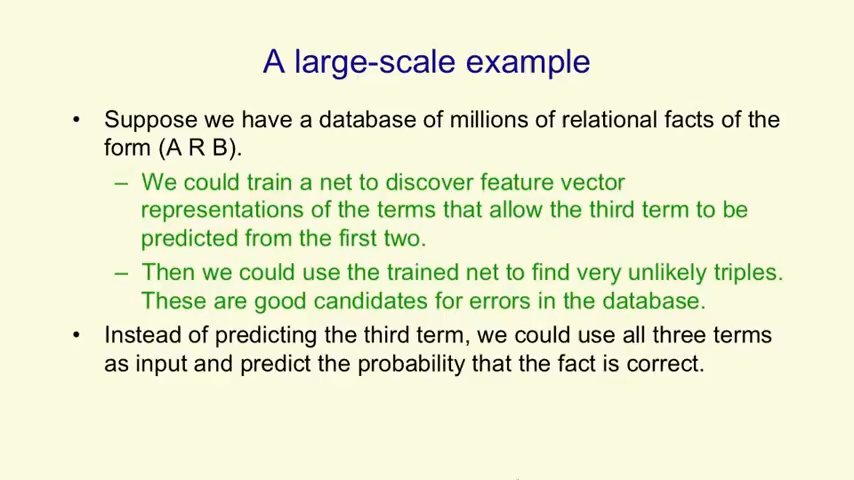 A large-scale example
• Suppose we have a database of millions of relational facts of the
form (A R B).
– We could train a net to discover feature vector
representations of the terms that allow the third term to be
predicted from the first two.
– Then we could use the trained net to find very unlikely triples.
These are good candidates for errors in the database.
• Instead of predicting the third term, we could use all three terms
as input and predict the probability that the fact is correct.